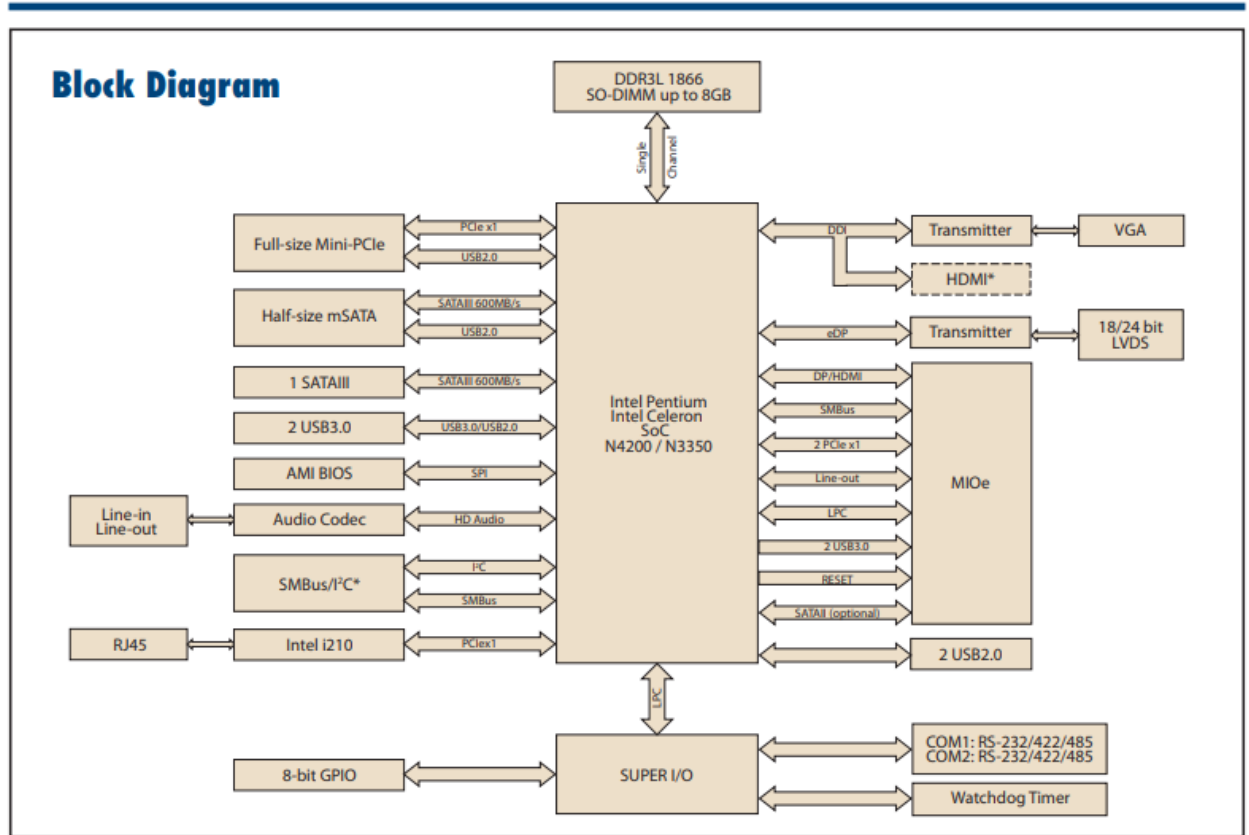 Block Diagram
DDR3L 1866
SO-DIMM up to 8GB
Single
Channel
Full-size Mini-PCIe
PCIe x1
USB2.0
Half-size mSATA
SATAIII 600MB/s
USB2.0
1 SATAIII
SATAIII 600MB/s
2 USB3.0
USB3.0/USB2.0
AMI BIOS
SPI
Line-in
Line-out
Audio Codec
HD Audio
SMBus/I²C*
I²C
SMBus
RJ45
Intel i210
PCIex1
Intel Pentium
Intel Celeron
SoC
N4200 / N3350
DDI
Transmitter
VGA
HDMI*
eDP
Transmitter
18/24 bit
LVDS
DP/HDMI
SMBus
2 PCIe x1
Line-out
LPC
2 USB3.0
RESET
SATAII (optional)
MIOe
2 USB2.0
LPC
8-bit GPIO
SUPER I/O
COM1: RS-232/422/485
COM2: RS-232/422/485
Watchdog Timer